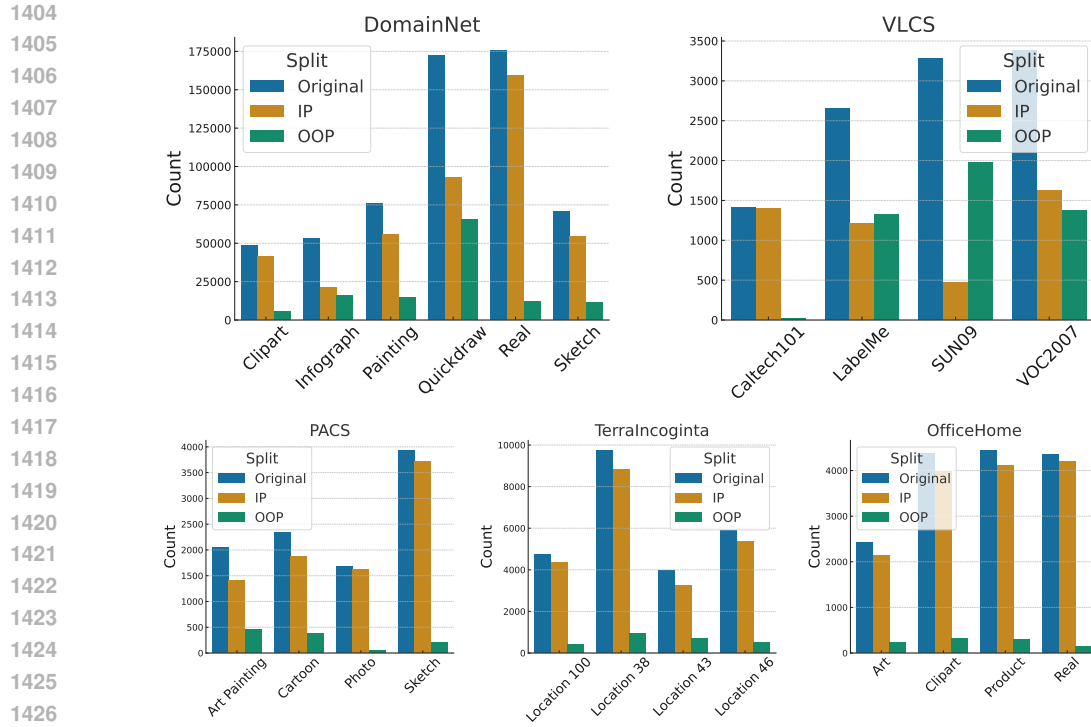 1404
1405
1406
1407
1408
1409
1410
1411
1412
1413
1414
1415
1416
1417
1418
1419
1420
1421
1422
1423
1424
1425
1426
DomainNet
Count
175000
150000
125000
100000
75000
50000
25000
0
Split
Original
IP
OOP
Clipart
Infograph
Painting
Quickdraw
Real
Sketch
VLCS
Count
3500
3000
2500
2000
1500
1000
500
0
Split
Original
IP
OOP
Caltech101
LabelMe
SUN09
VOC2007
PACS
Count
4000
3500
3000
2500
2000
1500
1000
500
0
Split
Original
IP
OOP
Art Painting
Cartoon
Photo
Sketch
TerraIncoginta
Count
10000
8000
6000
4000
2000
0
Split
Original
IP
OOP
Location 100
Location 38
Location 43
Location 46
OfficeHome
Count
4000
3000
2000
1000
0
Split
Original
IP
OOP
Art
Clipart
Product
Real